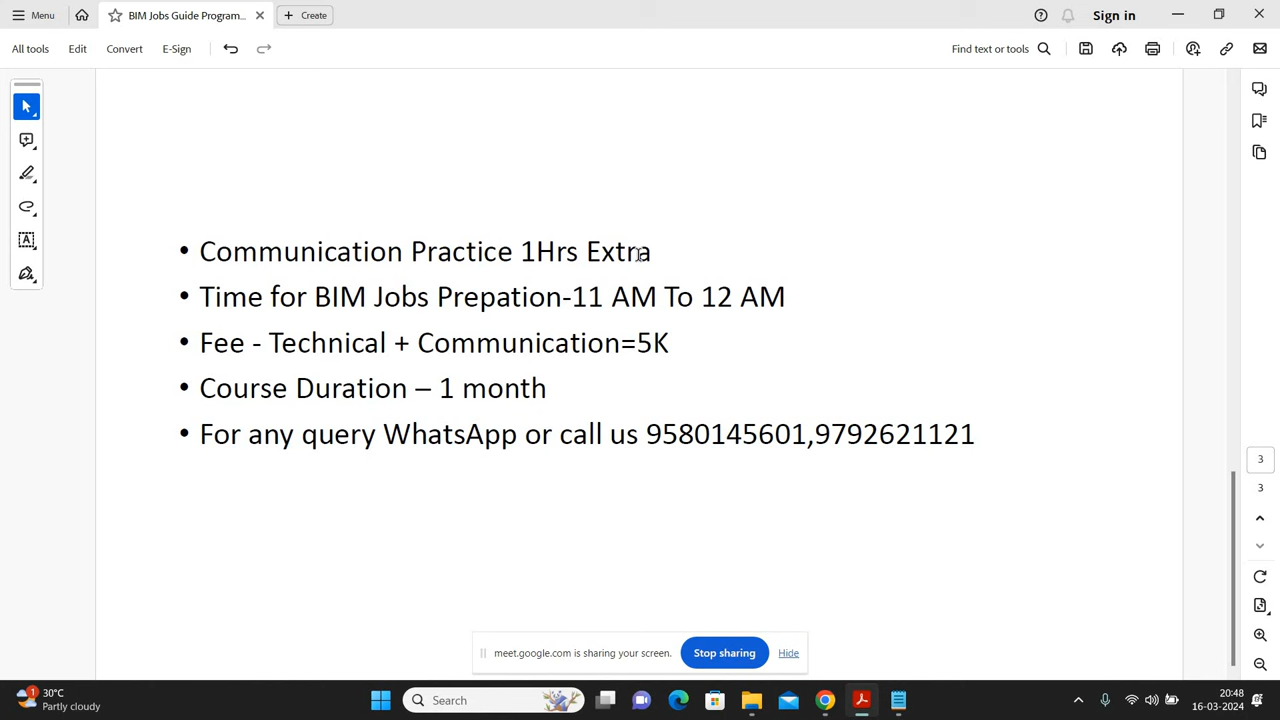 Menu
BIM Jobs Guide Program...
Create
Sign in
All tools
Edit
Convert
E-Sign
Find text or tools
• Communication Practice 1Hrs Extra
• Time for BIM Jobs Prepation-11 AM To 12 AM
• Fee - Technical + Communication=5K
• Course Duration – 1 month
• For any query WhatsApp or call us 9580145601,9792621121
3
3
meet.google.com is sharing your screen.
Stop sharing
Hide
1
30°C
Partly cloudy
Search
20:48
16-03-2024